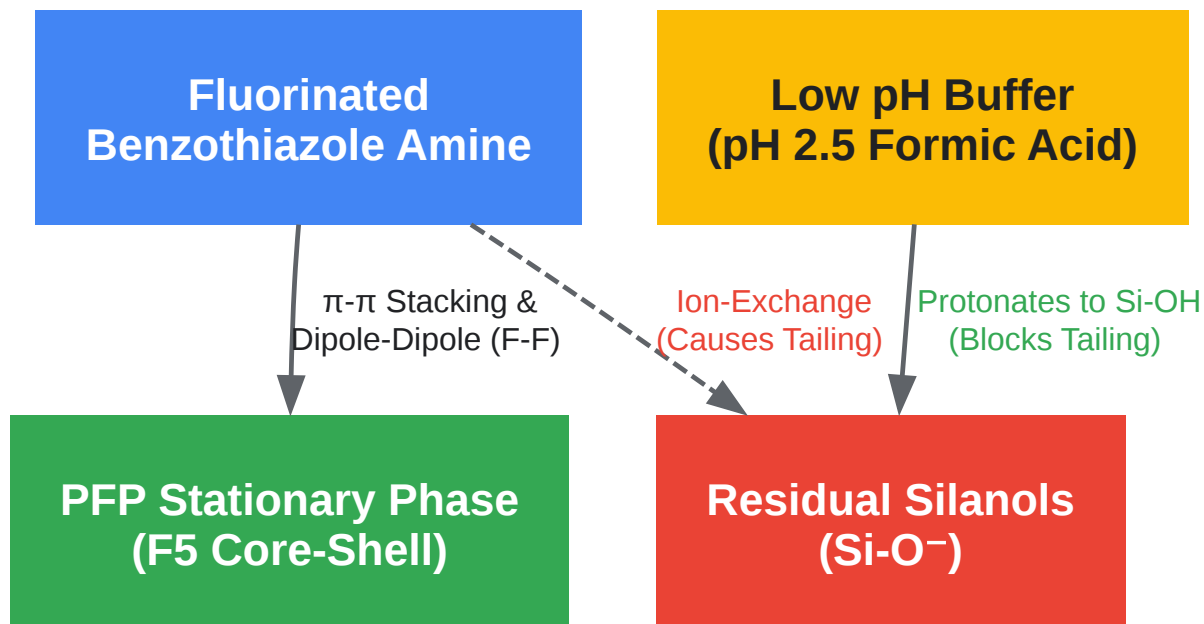 Fluorinated
Benzothiazole Amine
Low pH Buffer
(pH 2.5 Formic Acid)
π-π Stacking &
Dipole-Dipole (F-F)
Ion-Exchange
(Causes Tailing)
Protonates to Si-OH
(Blocks Tailing)
PFP Stationary Phase
(F5 Core-Shell)
Residual Silanols
(Si-O⁻)